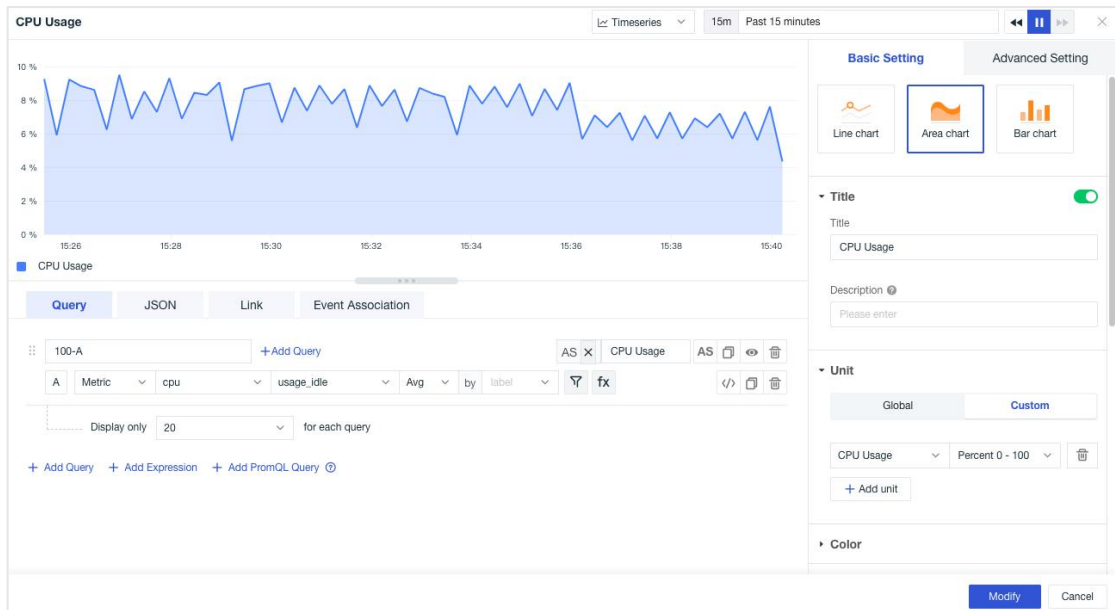 CPU Usage
Timeseries
15m Past 15 minutes
10 %
8 %
6 %
4 %
2 %
0 %
15:26 15:28 15:30 15:32 15:34 15:36 15:38 15:40
CPU Usage
Query JSON Link Event Association
100-A +Add Query AS × CPU Usage AS
A Metric cpu usage_idle Avg by label fx </>
Display only 20 for each query
+ Add Query + Add Expression + Add PromQL Query ?
Basic Setting Advanced Setting
Line chart Area chart Bar chart
Title
Title
CPU Usage
Description ?
Please enter
Unit
Global Custom
CPU Usage Percent 0 - 100
+ Add unit
Color
Modify Cancel